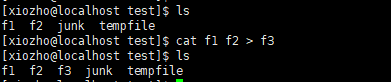 [xiozho@localhost test]$ ls
f1  f2  junk  tempfile
[xiozho@localhost test]$ cat f1 f2 > f3
[xiozho@localhost test]$ ls
f1  f2  f3  junk  tempfile